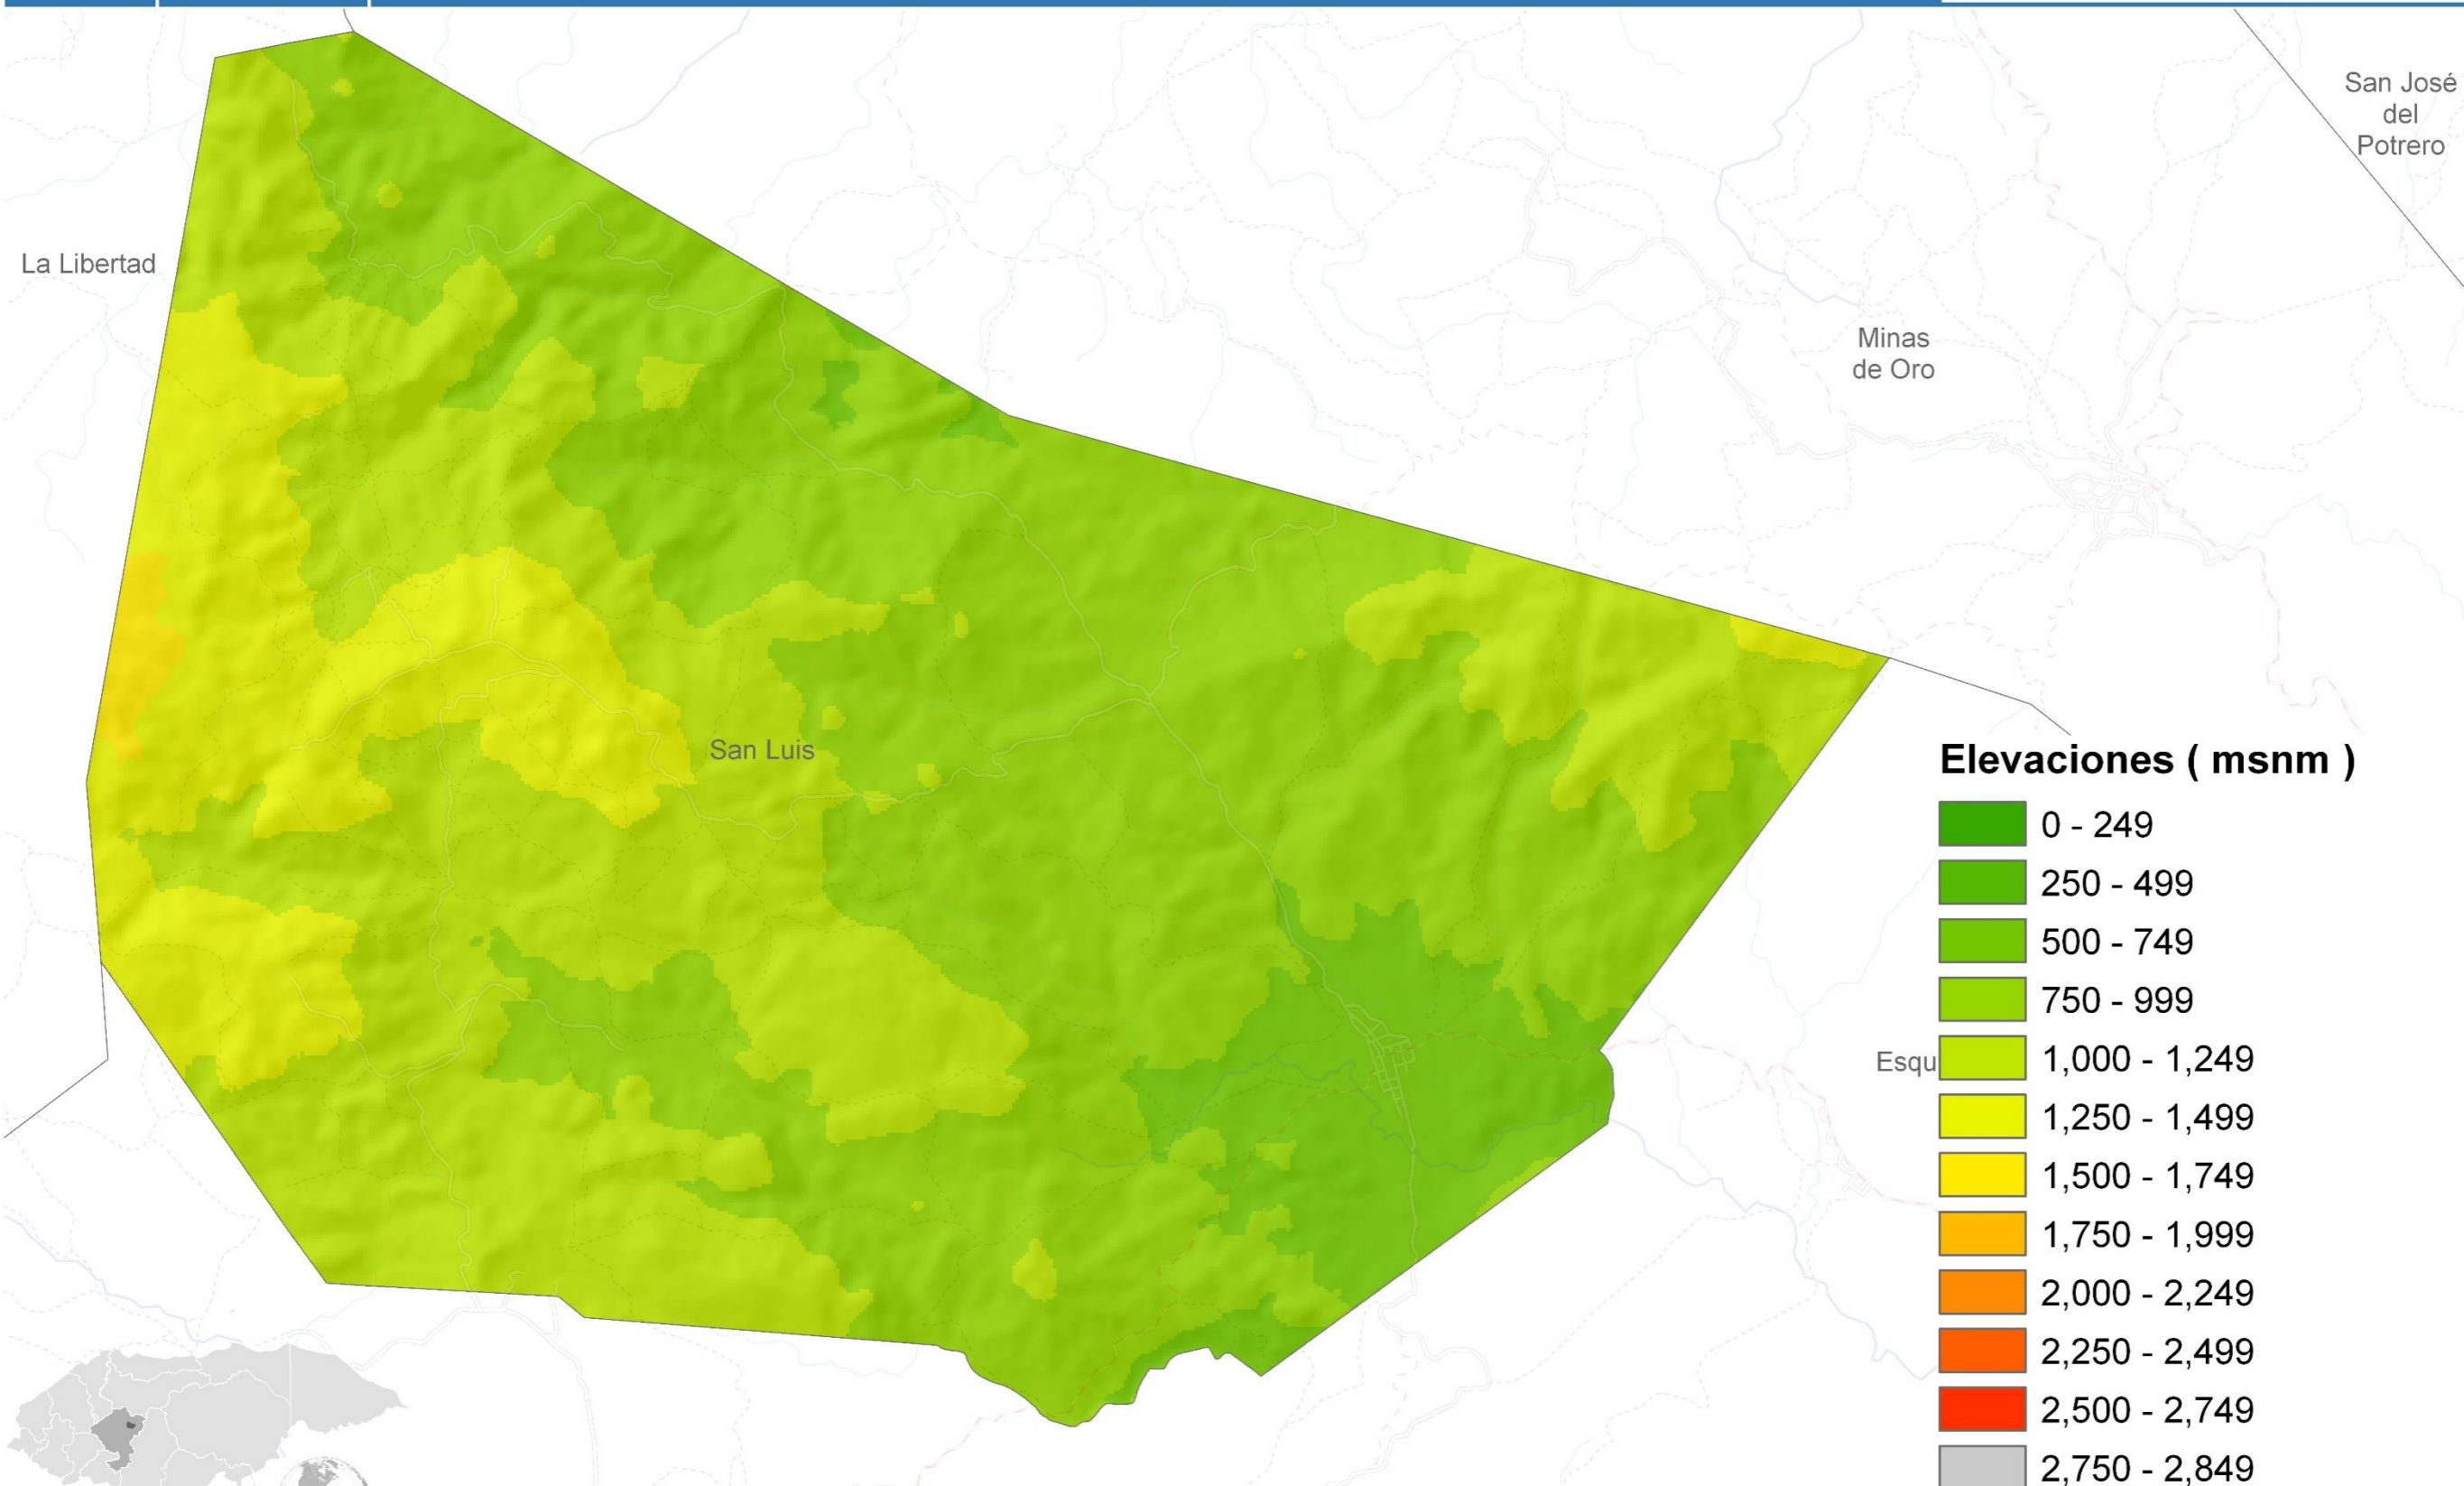 San José
del
Potrero
La Libertad
Minas
de Oro
San Luis
Esqu
Elevaciones ( msnm )
0 - 249
250 - 499
500 - 749
750 - 999
1,000 - 1,249
1,250 - 1,499
1,500 - 1,749
1,750 - 1,999
2,000 - 2,249
2,250 - 2,499
2,500 - 2,749
2,750 - 2,849